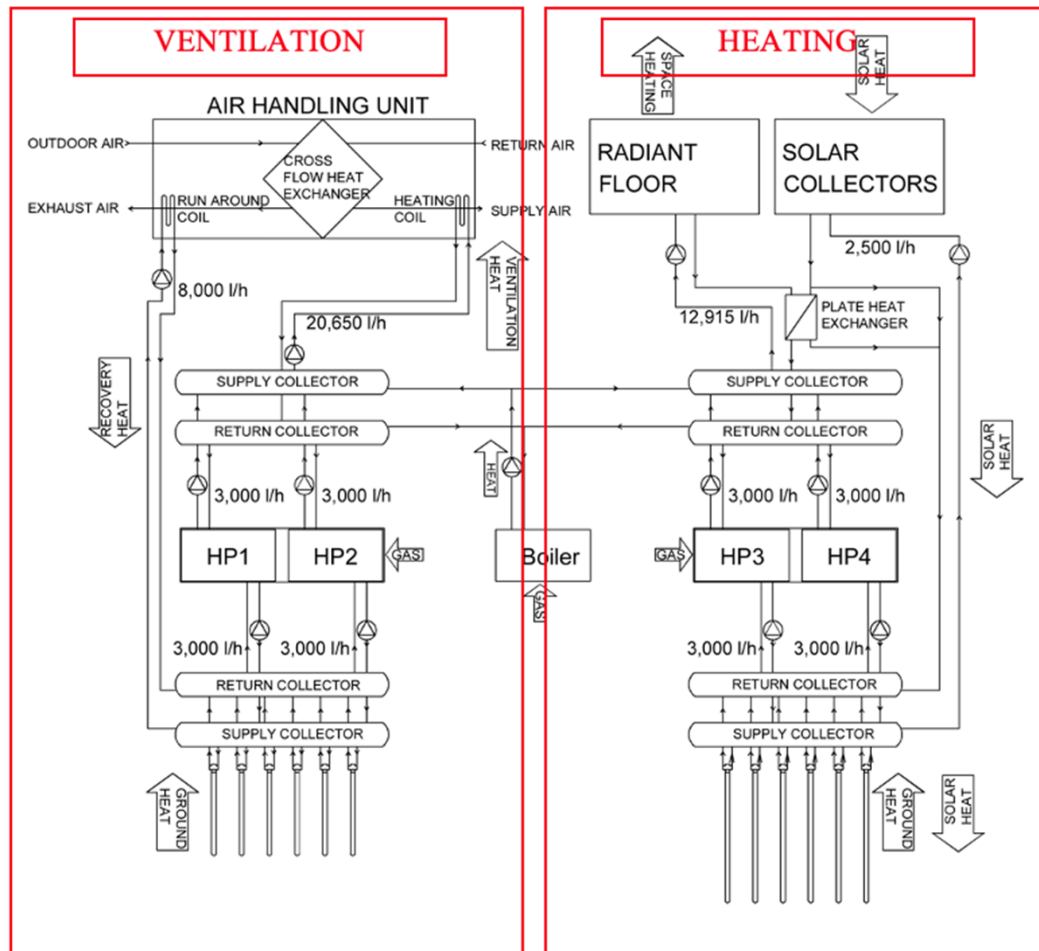 VENTILATION
HEATING
AIR HANDLING UNIT
OUTDOOR AIR
RETURN AIR
CROSS
FLOW HEAT
EXCHANGER
EXHAUST AIR
RUN AROUND
COIL
HEATING
COIL
SUPPLY AIR
8,000 l/h
20,650 l/h
VENTILATION
HEAT
RECOVERY
HEAT
SUPPLY COLLECTOR
RETURN COLLECTOR
3,000 l/h
3,000 l/h
HP1
HP2
GAS
3,000 l/h
3,000 l/h
RETURN COLLECTOR
SUPPLY COLLECTOR
GROUND
HEAT
HEAT
Boiler
GAS
SPACE
HEATING
SOLAR
HEAT
RADIANT
FLOOR
SOLAR
COLLECTORS
2,500 l/h
12,915 l/h
PLATE HEAT
EXCHANGER
SUPPLY COLLECTOR
RETURN COLLECTOR
SOLAR
HEAT
3,000 l/h
3,000 l/h
GAS
HP3
HP4
3,000 l/h
3,000 l/h
RETURN COLLECTOR
SUPPLY COLLECTOR
GROUND
HEAT
SOLAR
HEAT